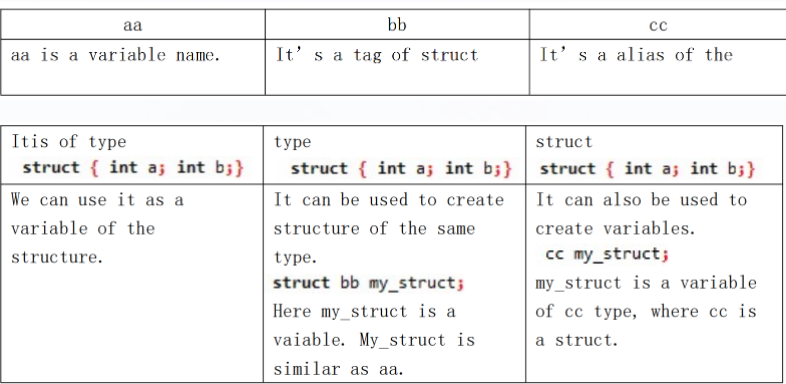 aa bb cc
aa is a variable name. It's a tag of struct It's a alias of the
Itis of type type struct
struct { int a; int b;} struct { int a; int b;} struct { int a; int b;}
We can use it as a It can be used to create It can also be used to
variable of the structure of the same create variables.
structure. type. cc my_struct;
struct bb my_struct; my_struct is a variable
Here my_struct is a of cc type, where cc is
vaiable. My_struct is a struct.
similar as aa.